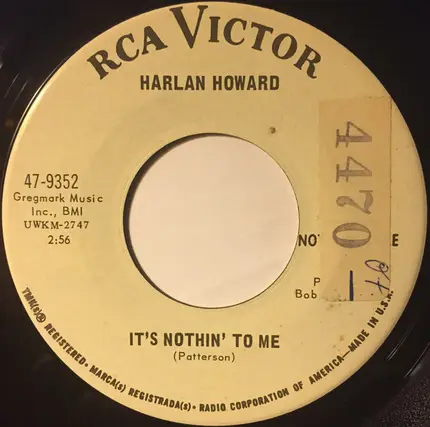 RCA VICTOR
HARLAN HOWARD
47-9352
Gregmark Music
Inc., BMI
UWKM-2747
2:56
4470
IT'S NOTHIN' TO ME
(Patterson)
TMK(s)® REGISTERED • MARCA(s) REGISTRADA(s) • RADIO CORPORATION OF AMERICA—MADE IN U.S.A.